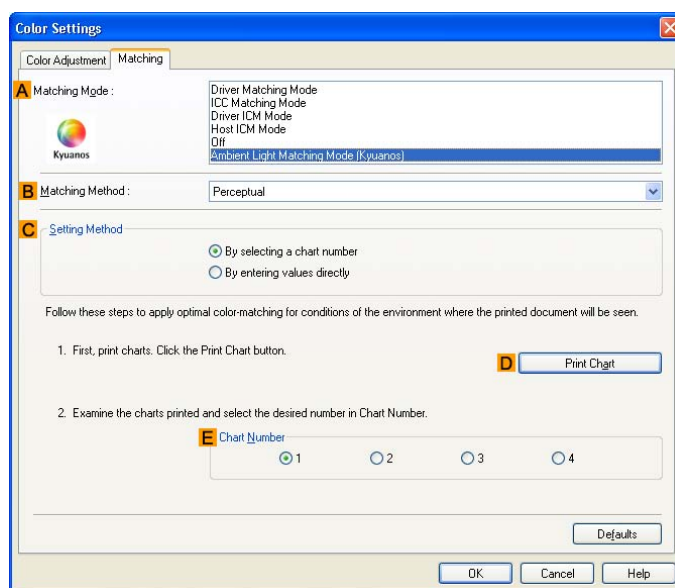 Color Settings
Color Adjustment Matching
A Matching Mode :
Driver Matching Mode
ICC Matching Mode
Driver ICM Mode
Host ICM Mode
Off
Ambient Light Matching Mode (Kyuanos)
Kyuanos
B Matching Method : Perceptual
C Setting Method
By selecting a chart number
By entering values directly
Follow these steps to apply optimal color-matching for conditions of the environment where the printed document will be seen.
1. First, print charts. Click the Print Chart button.
D Print Chart
2. Examine the charts printed and select the desired number in Chart Number.
E Chart Number
1 2 3 4
Defaults
OK Cancel Help